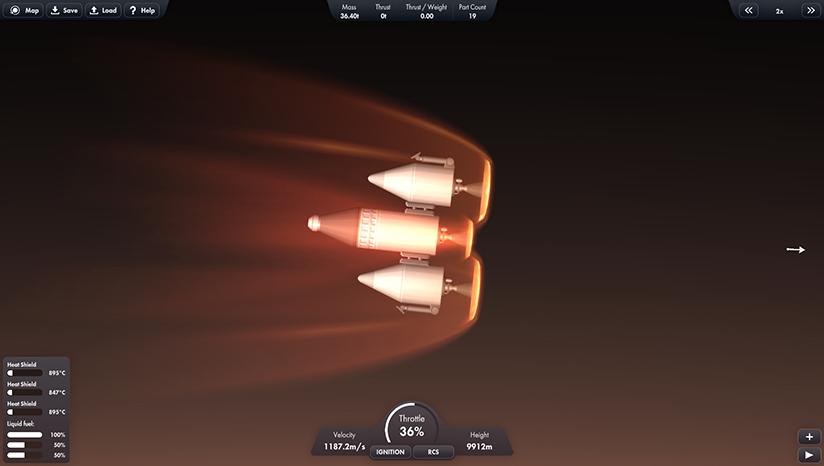 Map Save Load Help
Mass Thrust Thrust / Weight Part Count
36.40t 0t 0.00 19
2x
Heat Shield
895°C
Heat Shield
847°C
Heat Shield
895°C
Liquid fuel:
100%
50%
50%
Throttle
36%
Velocity
1187.2m/s
IGNITION RCS
Height
9912m